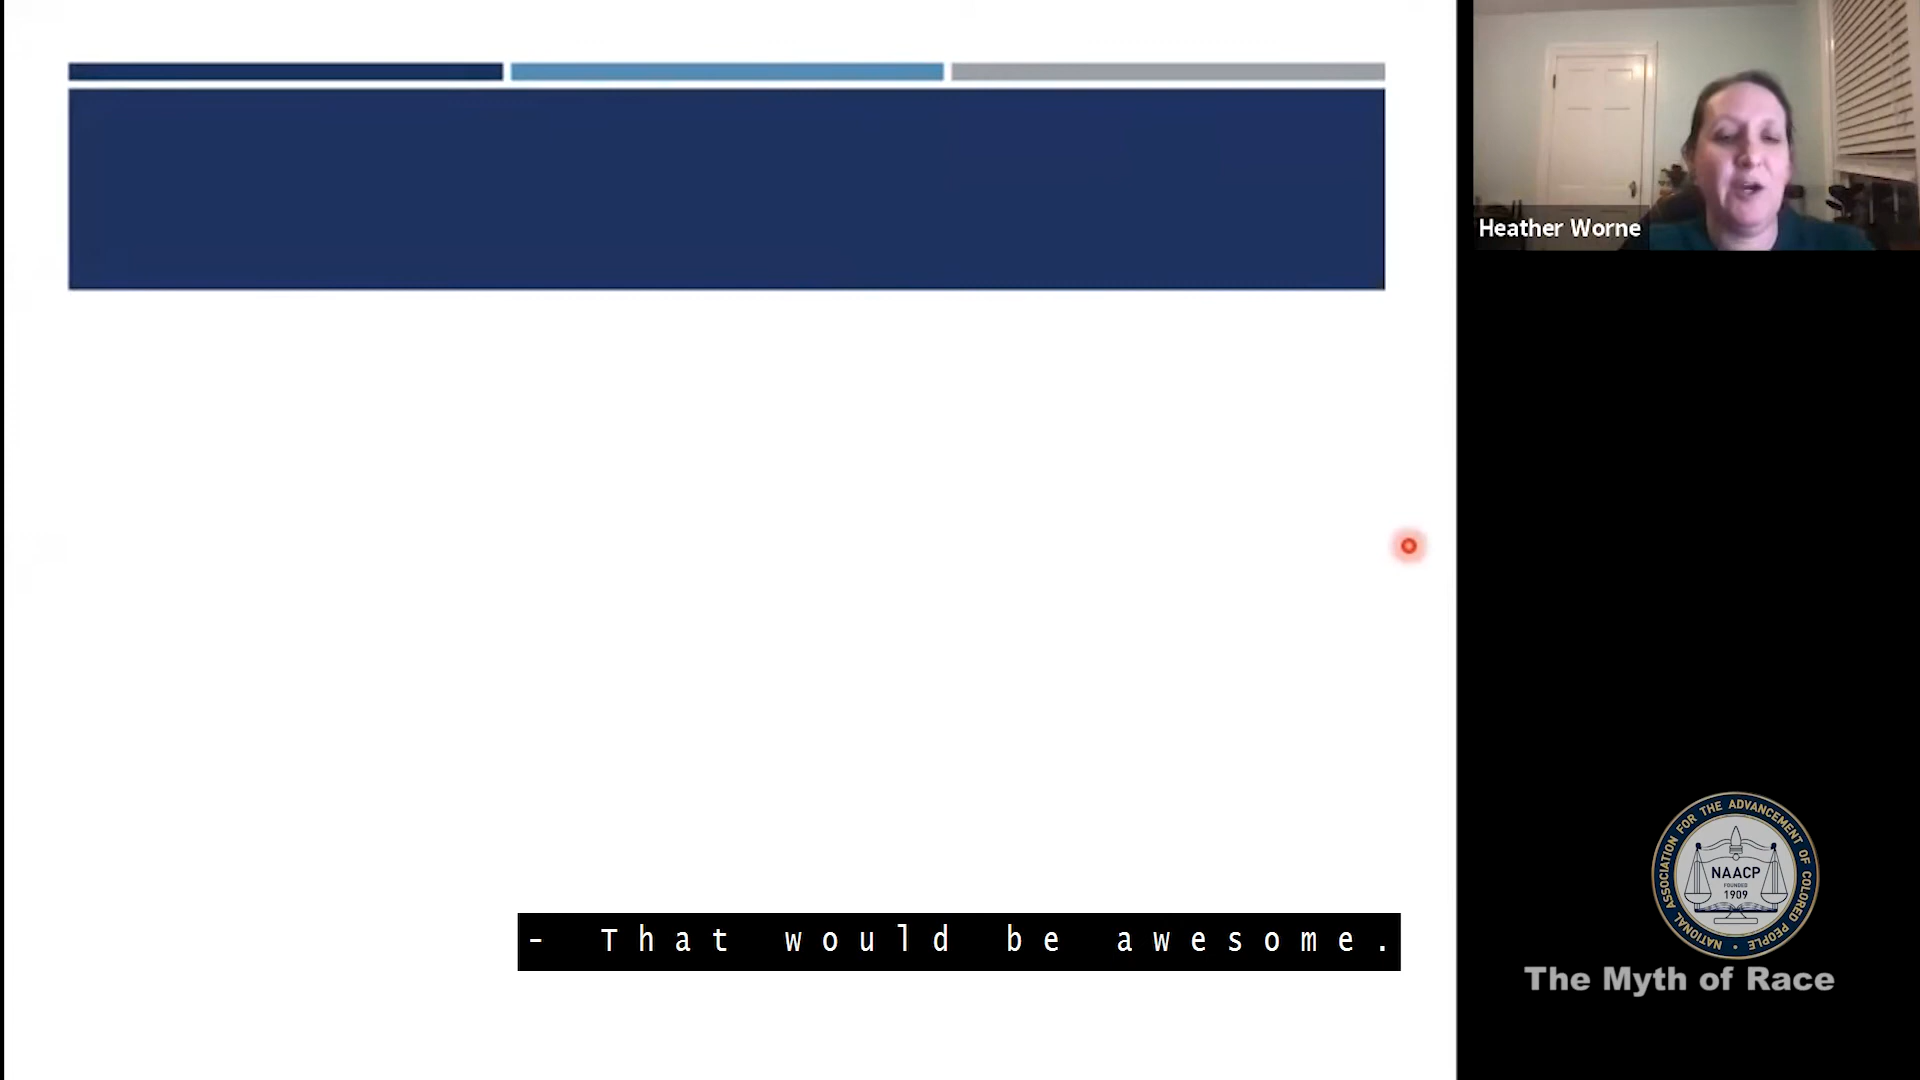 Heather Worne
- That would be awesome.
NATIONAL ASSOCIATION FOR THE ADVANCEMENT OF COLORED PEOPLE
NAACP
FOUNDED
1909
The Myth of Race